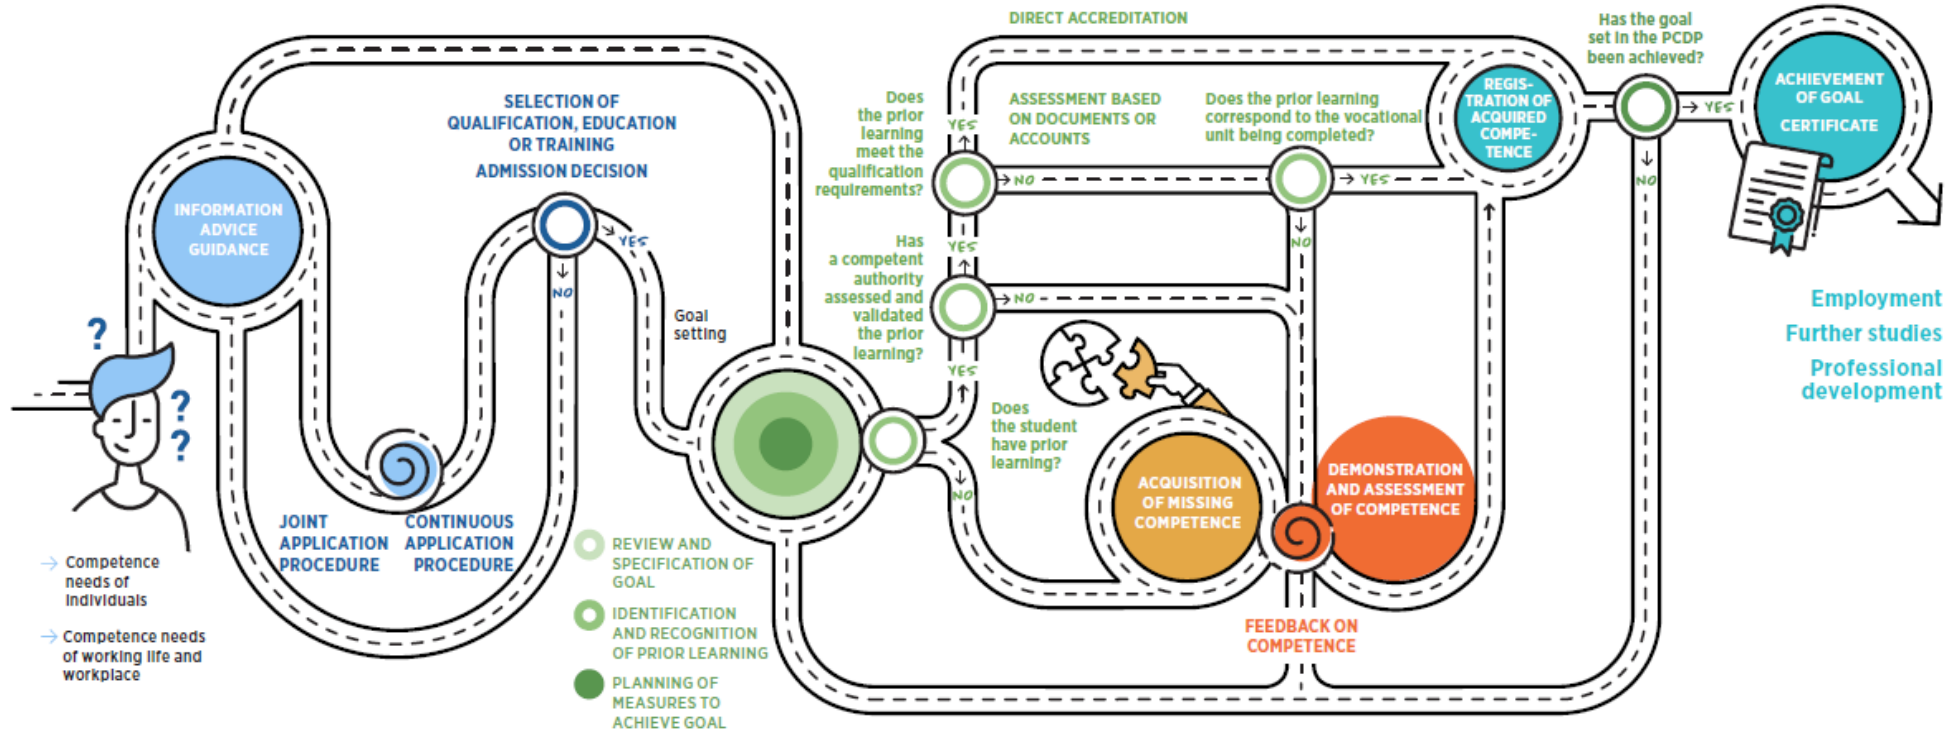 INFORMATION
ADVICE
GUIDANCE
?
?
?
Competence
needs of
individuals
Competence needs
of working life and
workplace
JOINT
APPLICATION
PROCEDURE
CONTINUOUS
APPLICATION
PROCEDURE
SELECTION OF
QUALIFICATION, EDUCATION
OR TRAINING
ADMISSION DECISION
YES
NO
Goal
setting
REVIEW AND
SPECIFICATION OF
GOAL
IDENTIFICATION
AND RECOGNITION
OF PRIOR LEARNING
PLANNING OF
MEASURES TO
ACHIEVE GOAL
Does
the student
have prior
learning?
YES
NO
Has
a competent
authority
assessed and
validated
the prior
learning?
YES
NO
Does
the prior
learning
meet the
qualification
requirements?
YES
NO
DIRECT ACCREDITATION
ASSESSMENT BASED
ON DOCUMENTS OR
ACCOUNTS
Does the prior learning
correspond to the vocational
unit being completed?
YES
NO
ACQUISITION
OF MISSING
COMPETENCE
DEMONSTRATION
AND ASSESSMENT
OF COMPETENCE
FEEDBACK ON
COMPETENCE
REGIS-
TRATION OF
ACQUIRED
COMPE-
TENCE
Has the goal
set in the PCDP
been achieved?
YES
NO
ACHIEVEMENT
OF GOAL
CERTIFICATE
Employment
Further studies
Professional
development